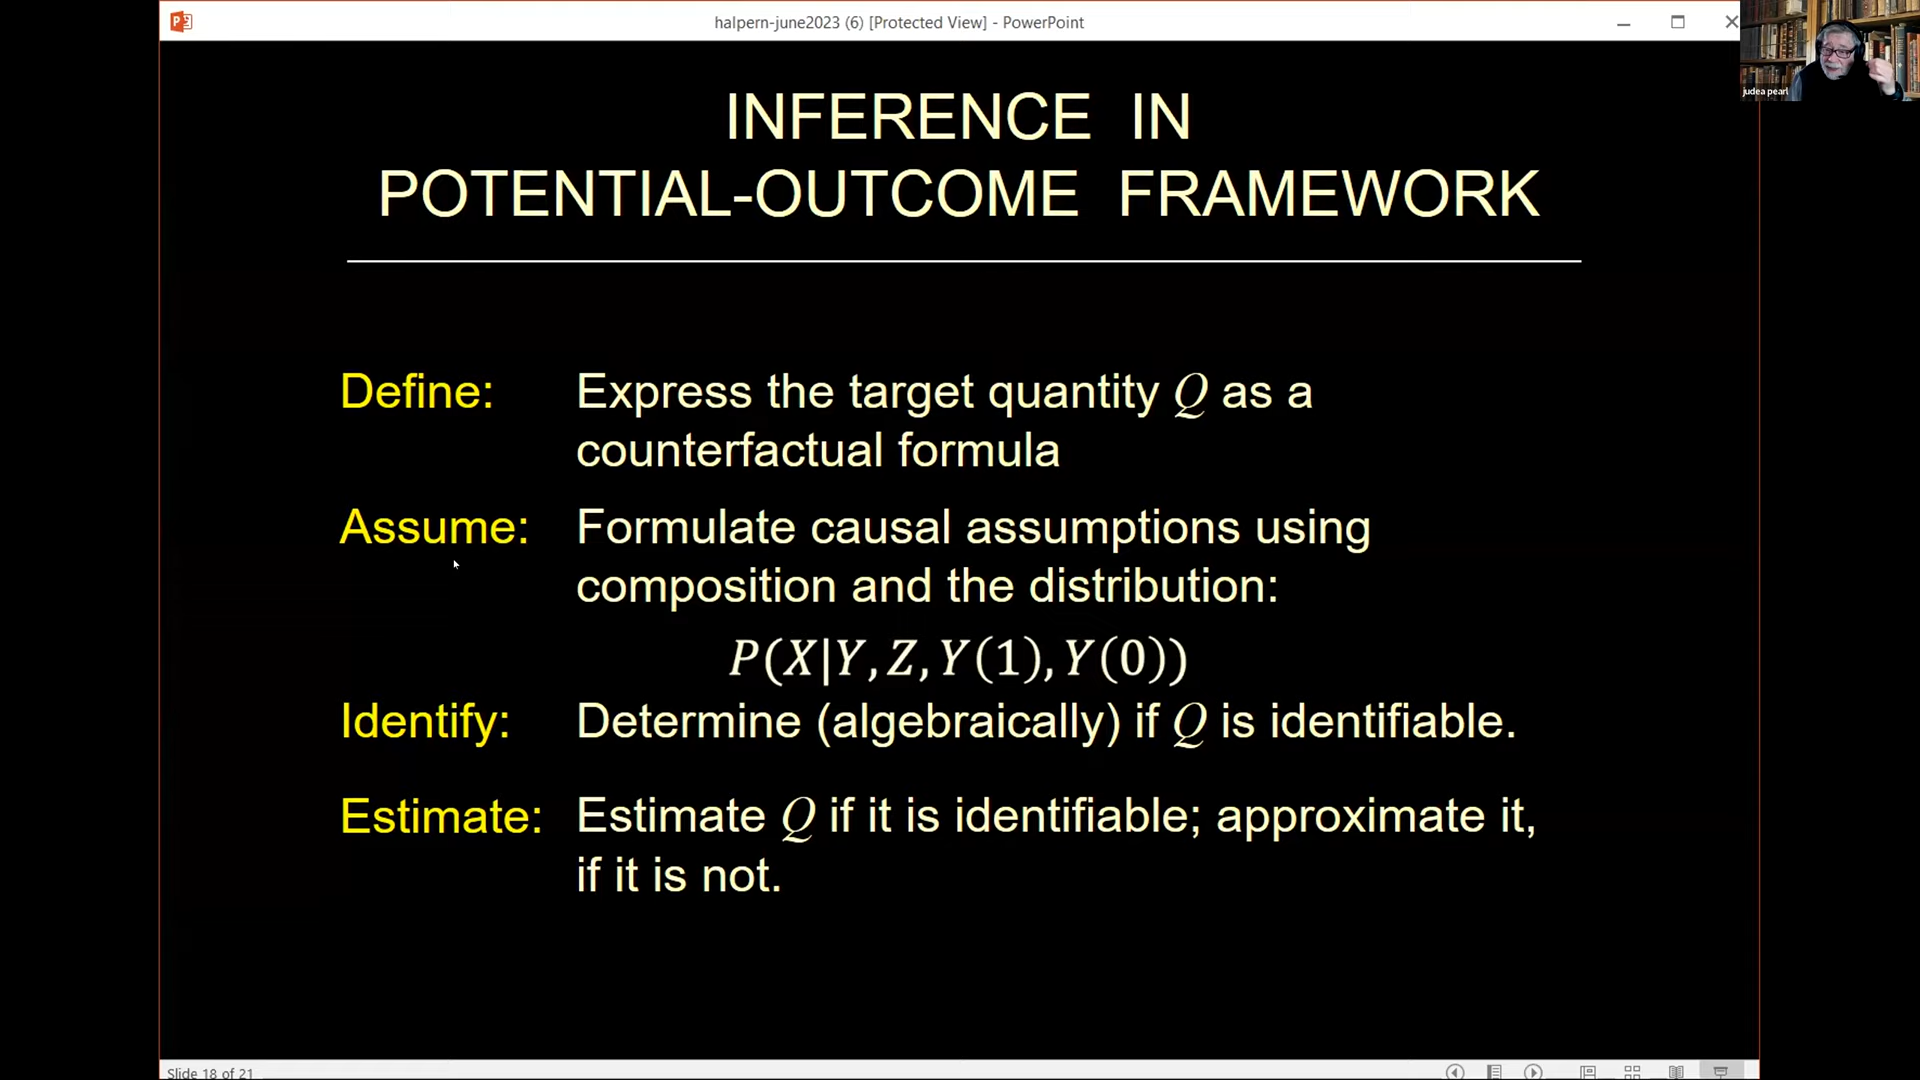 halpern-june2023 (6) [Protected View] - PowerPoint
judea pearl
INFERENCE IN
POTENTIAL-OUTCOME FRAMEWORK
Define: Express the target quantity Q as a
counterfactual formula
Assume: Formulate causal assumptions using
composition and the distribution:
P(X|Y,Z,Y(1),Y(0))
Identify: Determine (algebraically) if Q is identifiable.
Estimate: Estimate Q if it is identifiable; approximate it,
if it is not.
Slide 18 of 21